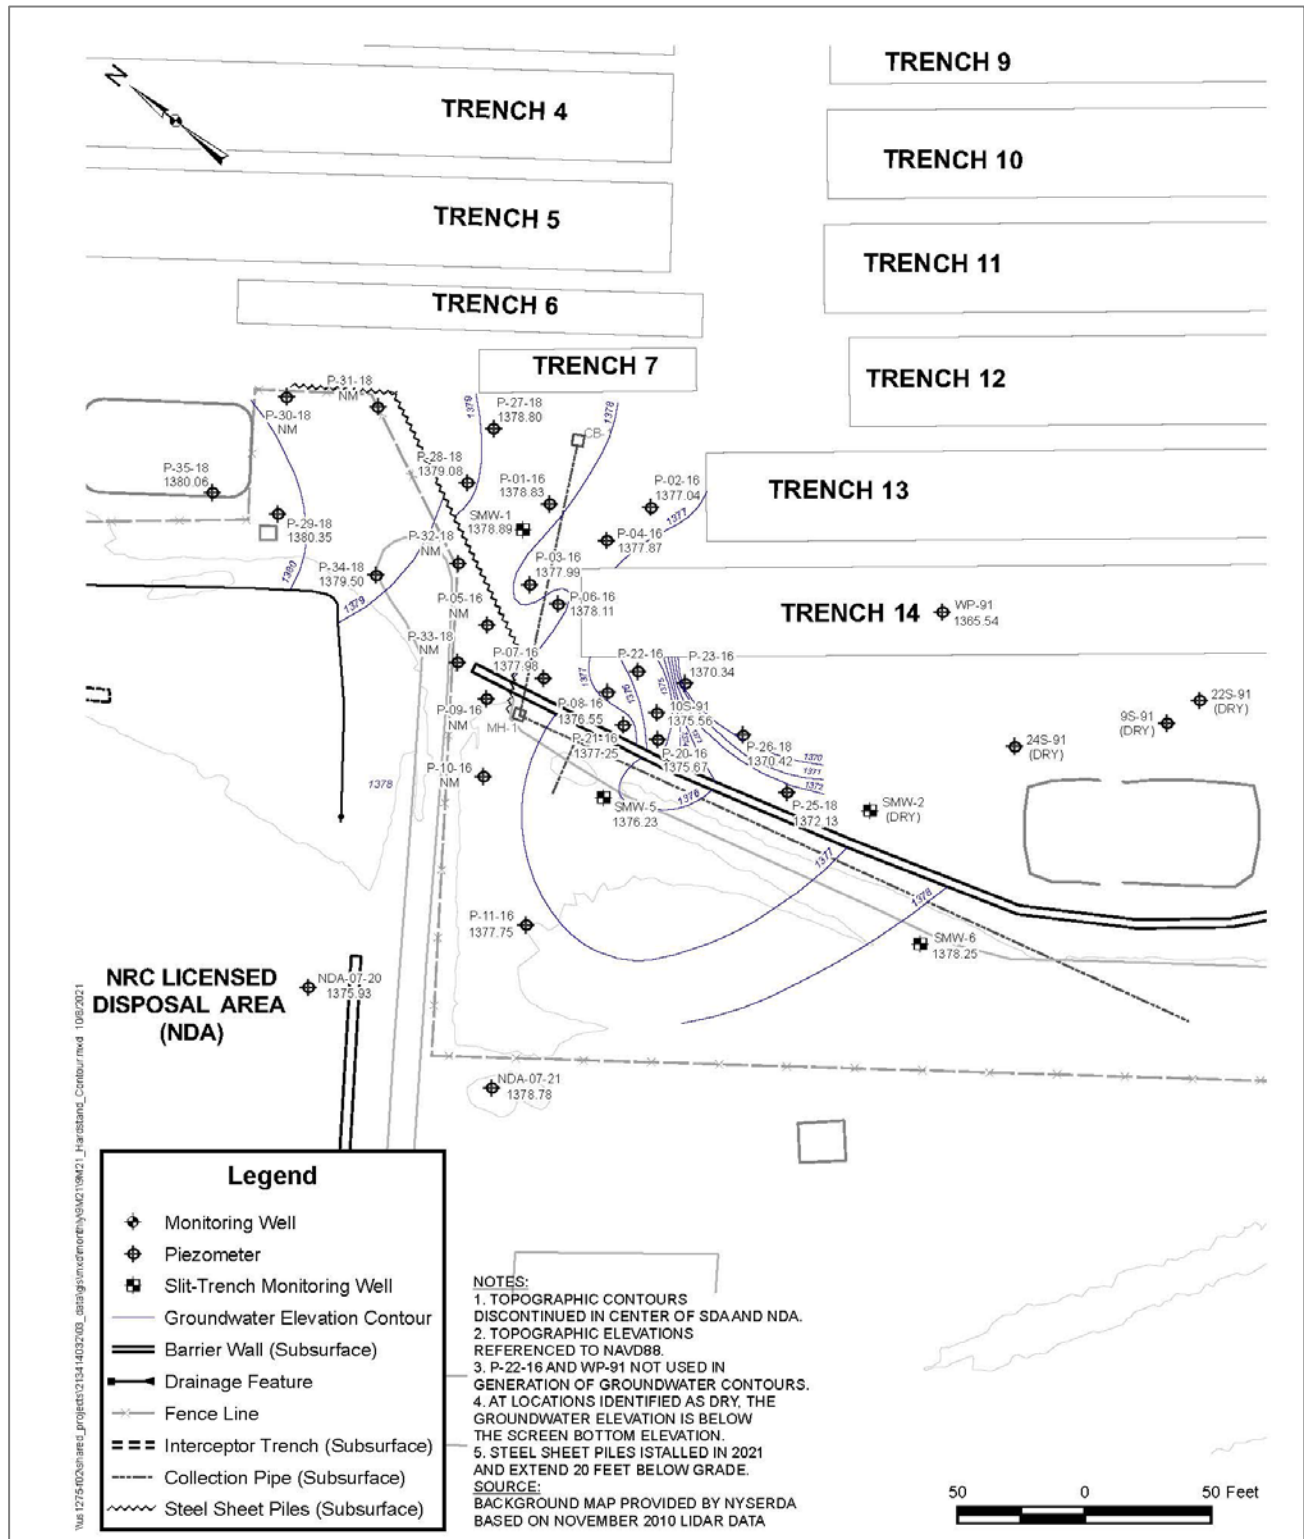 N
TRENCH 4
TRENCH 5
TRENCH 6
TRENCH 7
TRENCH 9
TRENCH 10
TRENCH 11
TRENCH 12
TRENCH 13
TRENCH 14
P-31-18
NM
P-30-18
NM
P-35-18
1380.06
P-29-18
1380.35
1380
P-34-18
1379.50
1379
P-27-18
1378.80
1379
1378
CB-1
P-28-18
1379.08
P-01-16
1378.83
P-02-16
1377.04
1377
SMW-1
1378.89
P-04-16
1377.87
P-32-18
NM
P-03-16
1377.99
P-06-16
1378.11
P-05-16
NM
WP-91
1365.54
P-33-18
NM
P-07-16
1377.98
1377
P-22-16
1376
1375
P-23-16
1370.34
P-08-16
1376.55
10S-91
1375.56
P-09-16
NM
MH-1
P-21-16
1377.25
P-20-16
1375.67
P-26-18
1370.42
1370
1371
1372
22S-91
(DRY)
9S-91
(DRY)
24S-91
(DRY)
1378
P-10-16
NM
SMW-5
1376.23
1376
P-25-18
1372.13
SMW-2
(DRY)
1377
1378
P-11-16
1377.75
SMW-6
1378.25
NRC LICENSED
DISPOSAL AREA
(NDA)
NDA-07-20
1375.93
NDA-07-21
1378.78
Legend
Monitoring Well
Piezometer
Slit-Trench Monitoring Well
Groundwater Elevation Contour
Barrier Wall (Subsurface)
Drainage Feature
Fence Line
Interceptor Trench (Subsurface)
Collection Pipe (Subsurface)
Steel Sheet Piles (Subsurface)
NOTES:
1. TOPOGRAPHIC CONTOURS
DISCONTINUED IN CENTER OF SDA AND NDA.
2. TOPOGRAPHIC ELEVATIONS
REFERENCED TO NAVD88.
3. P-22-16 AND WP-91 NOT USED IN
GENERATION OF GROUNDWATER CONTOURS.
4. AT LOCATIONS IDENTIFIED AS DRY, THE
GROUNDWATER ELEVATION IS BELOW
THE SCREEN BOTTOM ELEVATION.
5. STEEL SHEET PILES ISTALLED IN 2021
AND EXTEND 20 FEET BELOW GRADE.
SOURCE:
BACKGROUND MAP PROVIDED BY NYSERDA
BASED ON NOVEMBER 2010 LIDAR DATA
50 0 50 Feet